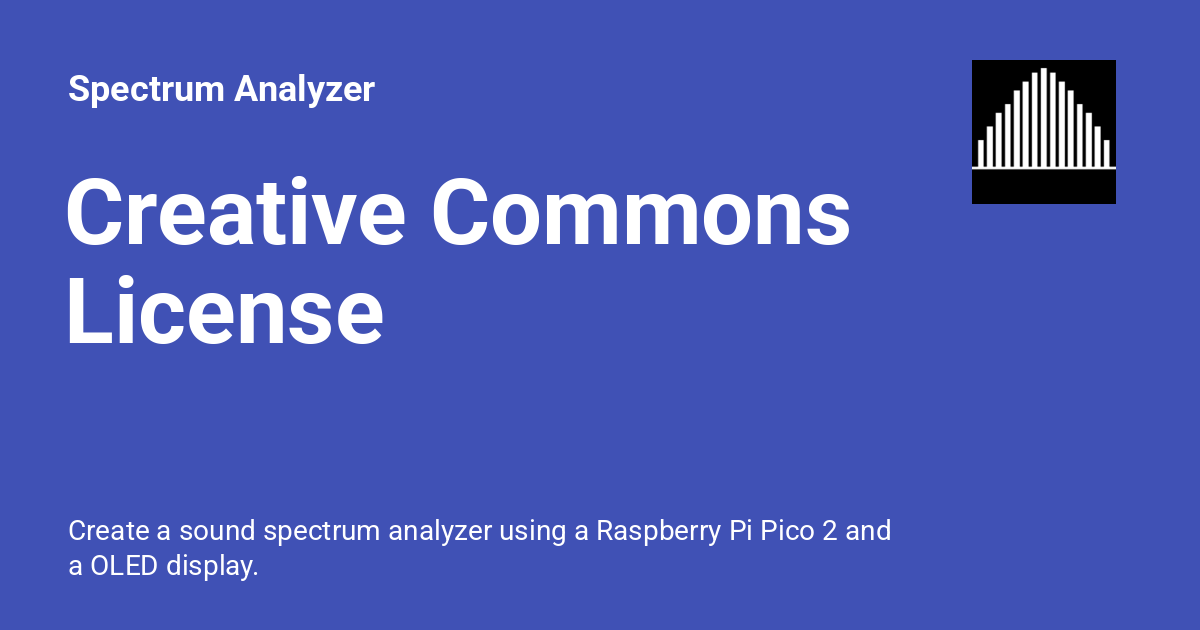 Spectrum Analyzer
Creative Commons
License
Create a sound spectrum analyzer using a Raspberry Pi Pico 2 and
a OLED display.